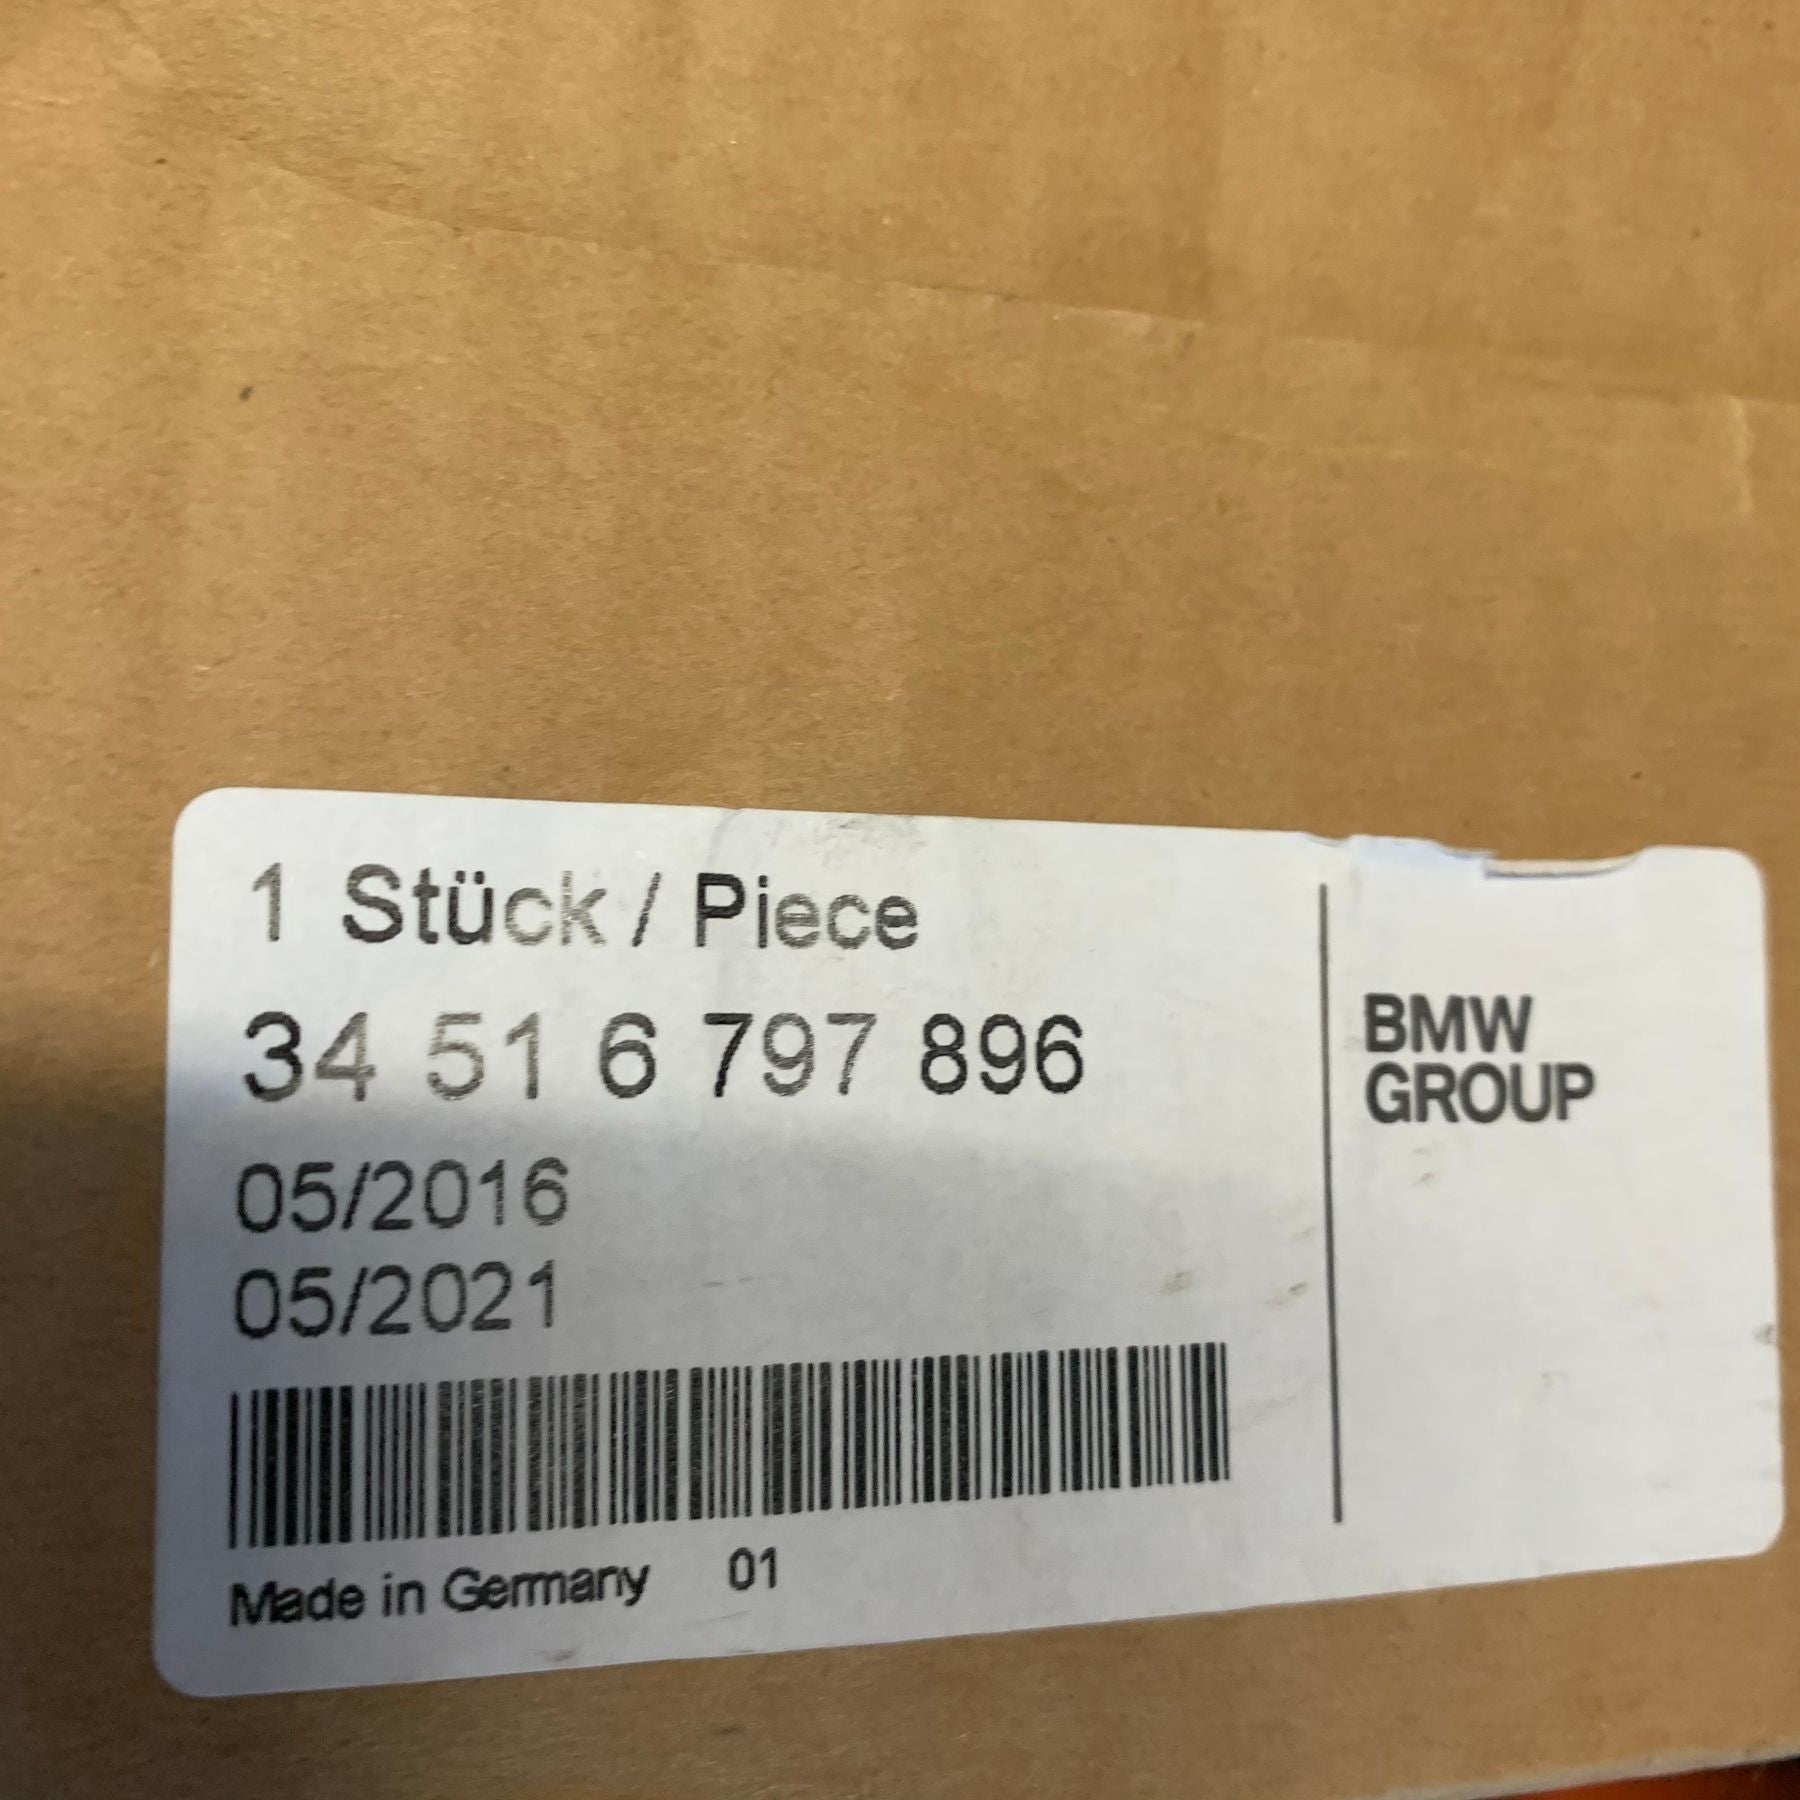 1 Stück / Piece
34 51 6 797 896
05/2016
05/2021
Made in Germany 01
BMW
GROUP